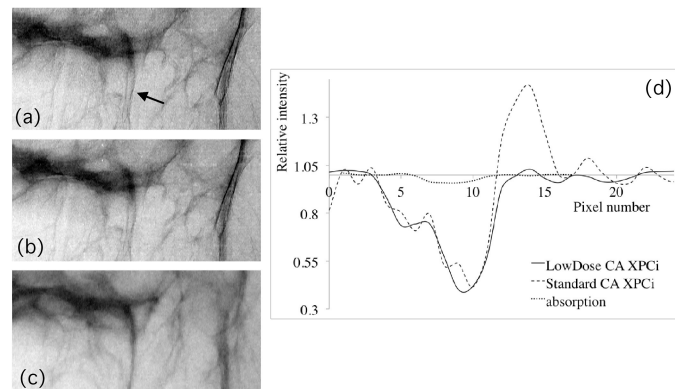 (a)
(b)
(c)
(d)
Relative intensity
1.3
1.05
0.8
0.55
0.3
0 5 10 15 20
Pixel number
LowDose CA XPCi
Standard CA XPCi
absorption